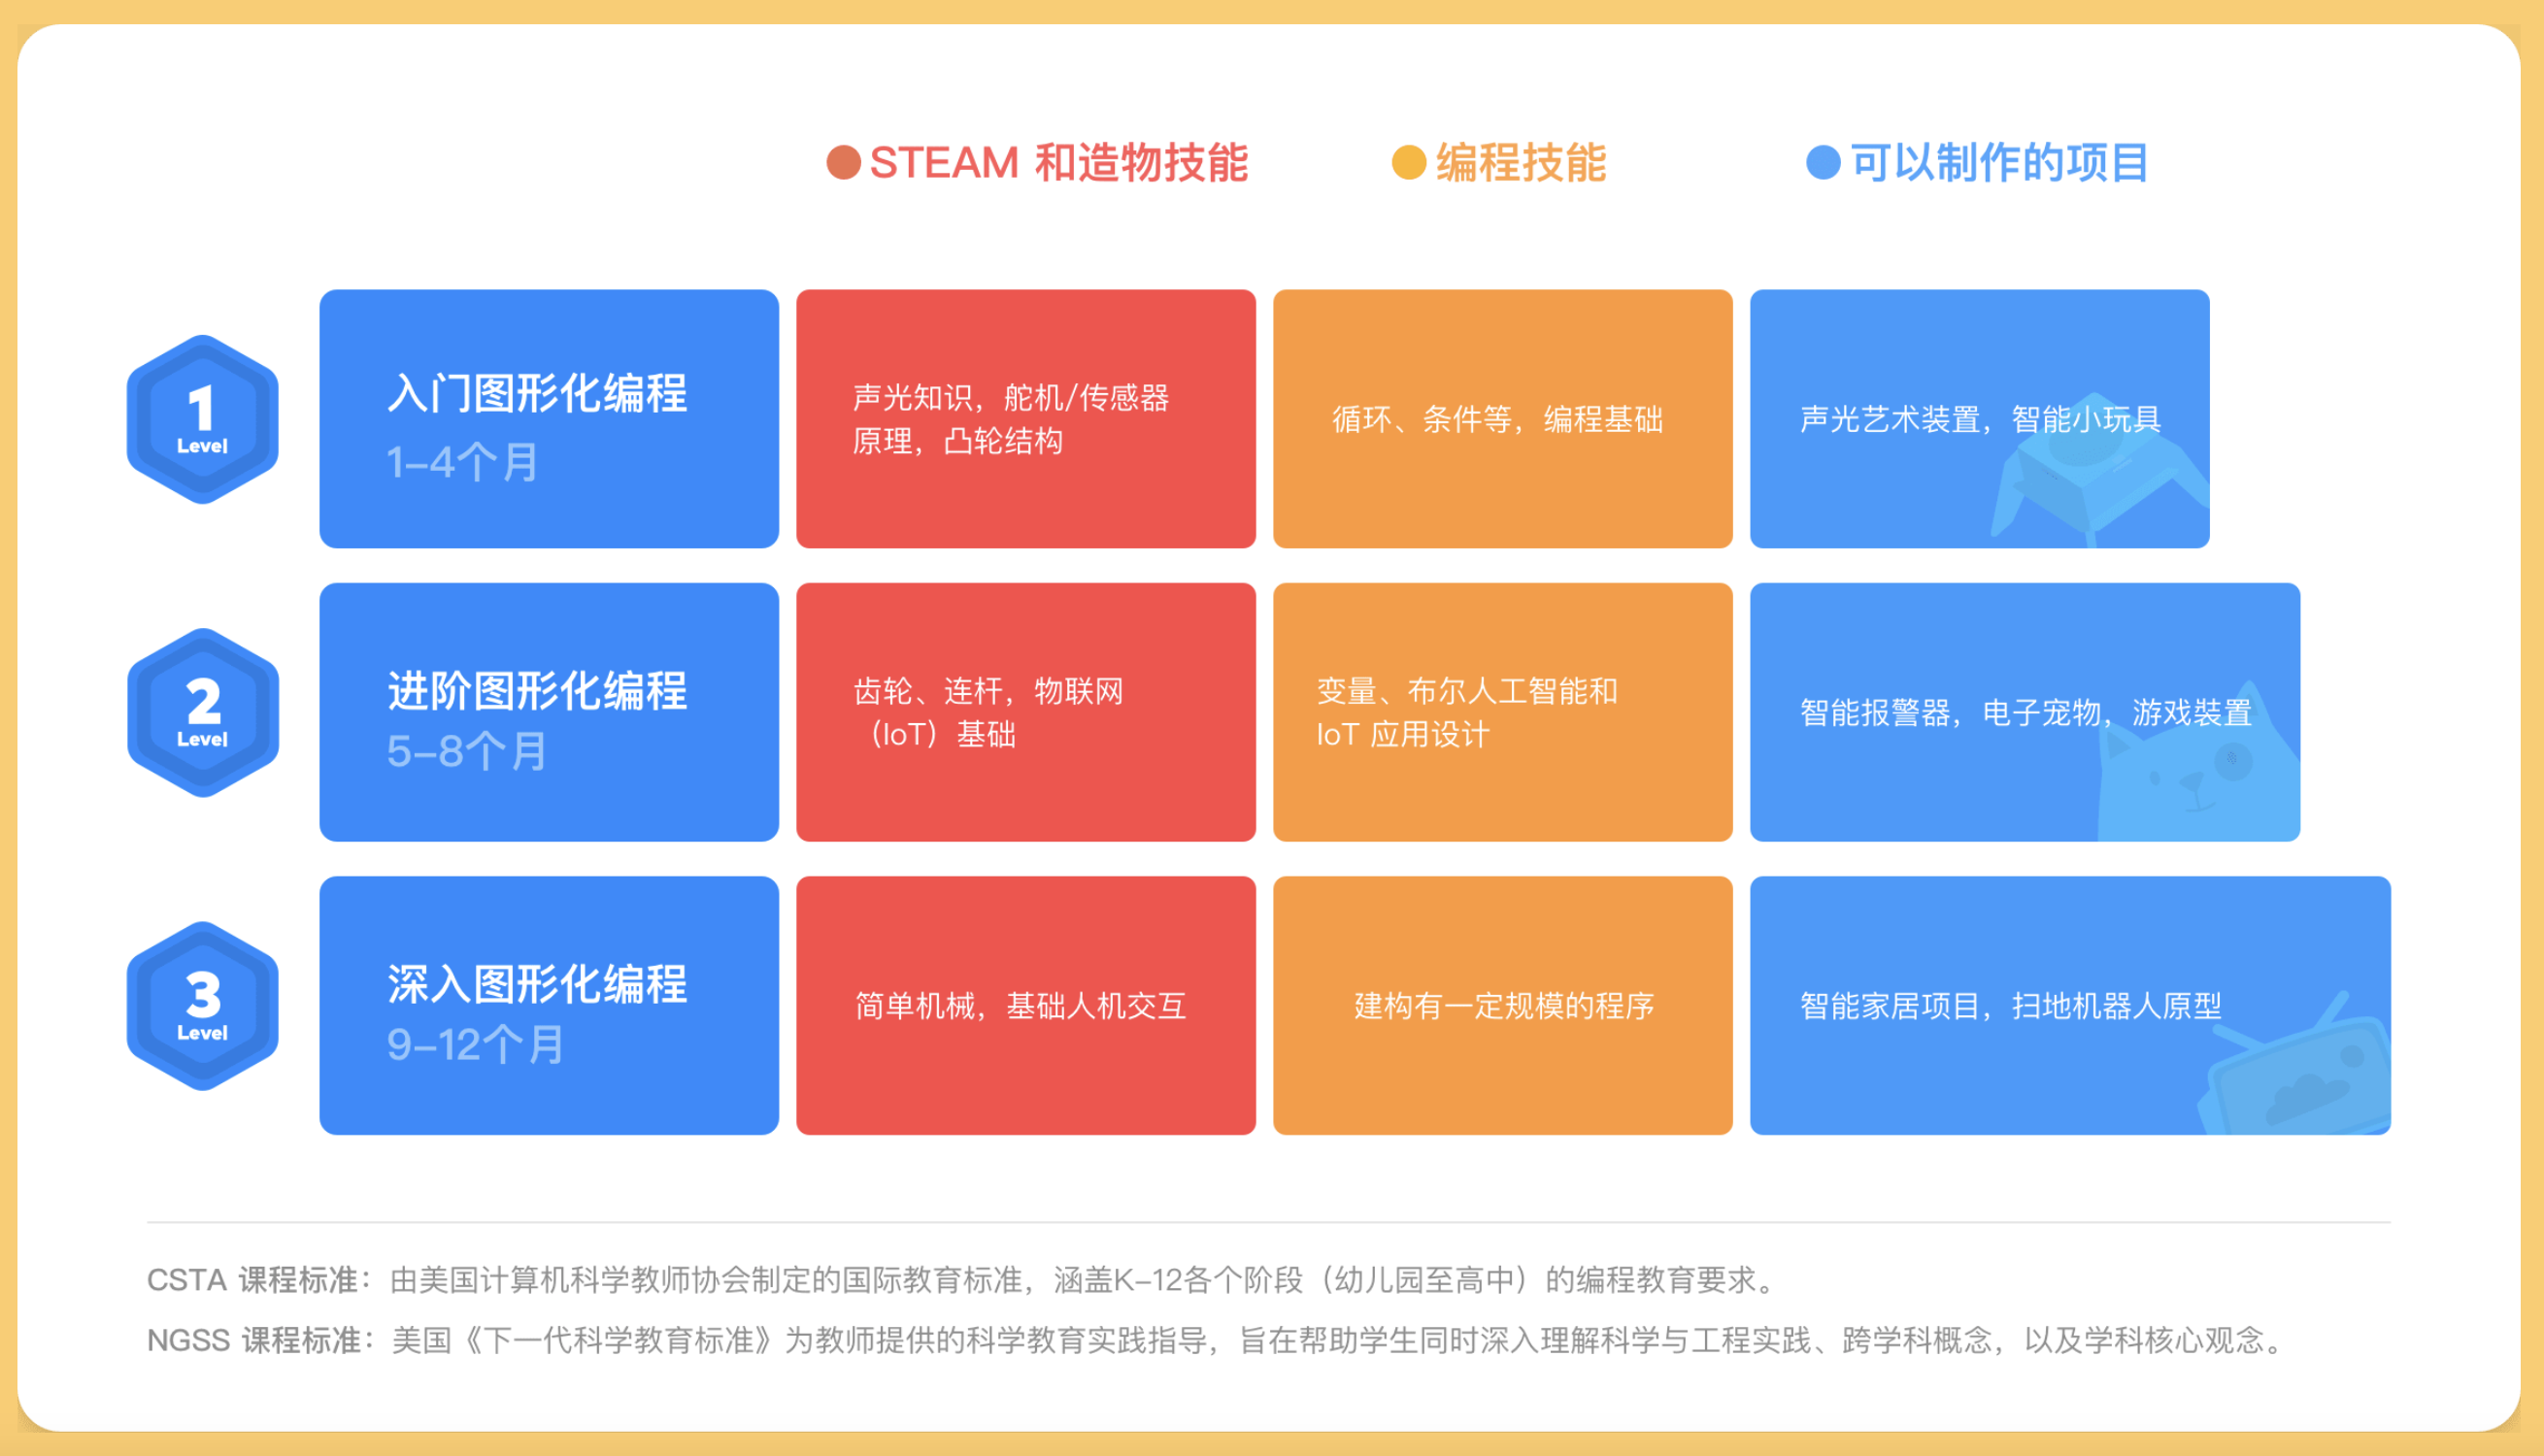 STEAM 和造物技能
编程技能
可以制作的项目
1
Level
入门图形化编程
1–4个月
声光知识，舵机/传感器
原理，凸轮结构
循环、条件等，编程基础
声光艺术装置，智能小玩具
2
Level
进阶图形化编程
5–8个月
齿轮、连杆，物联网
（IoT）基础
变量、布尔人工智能和
IoT 应用设计
智能报警器，电子宠物，游戏装置
3
Level
深入图形化编程
9–12个月
简单机械，基础人机交互
建构有一定规模的程序
智能家居项目，扫地机器人原型
CSTA 课程标准：由美国计算机科学教师协会制定的国际教育标准，涵盖K–12各个阶段（幼儿园至高中）的编程教育要求。
NGSS 课程标准：美国《下一代科学教育标准》为教师提供的科学教育实践指导，旨在帮助学生同时深入理解科学与工程实践、跨学科概念，以及学科核心观念。